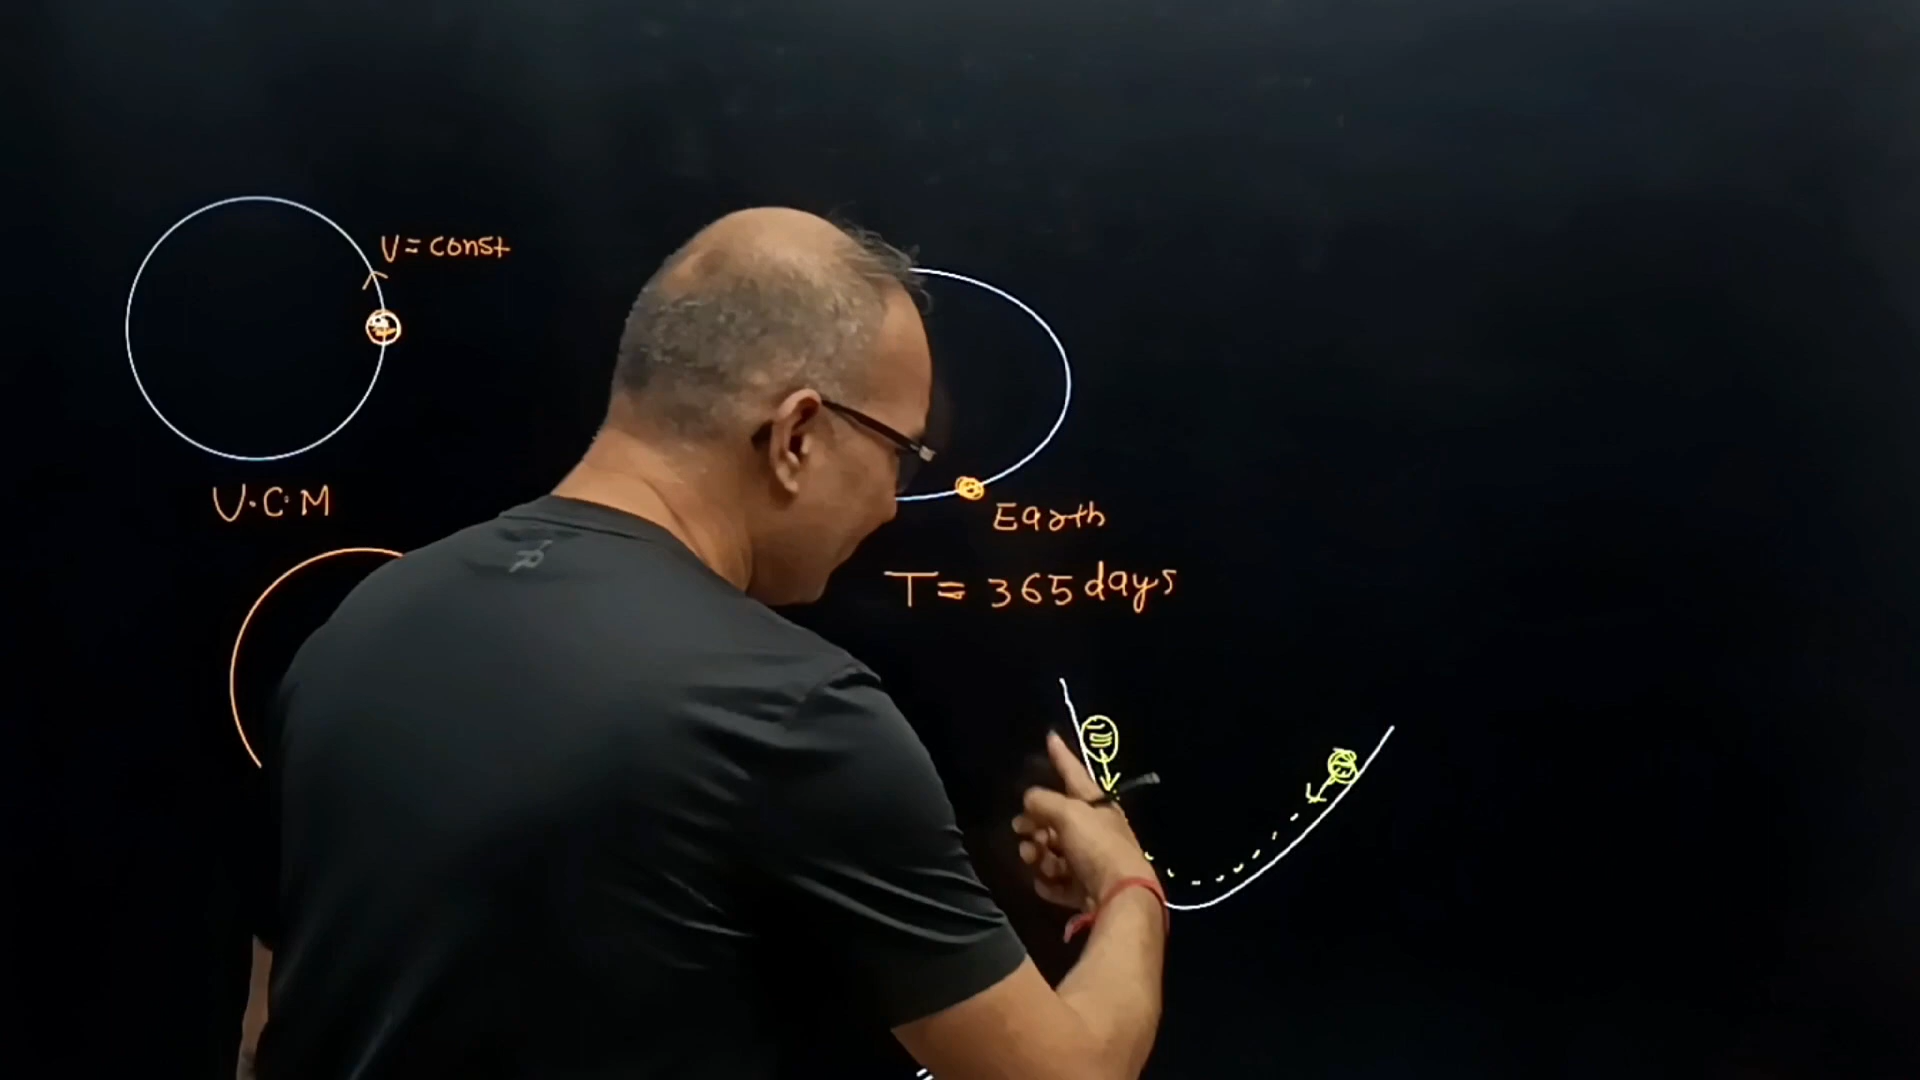 V = const
U.C.M
Earth
T = 365 days